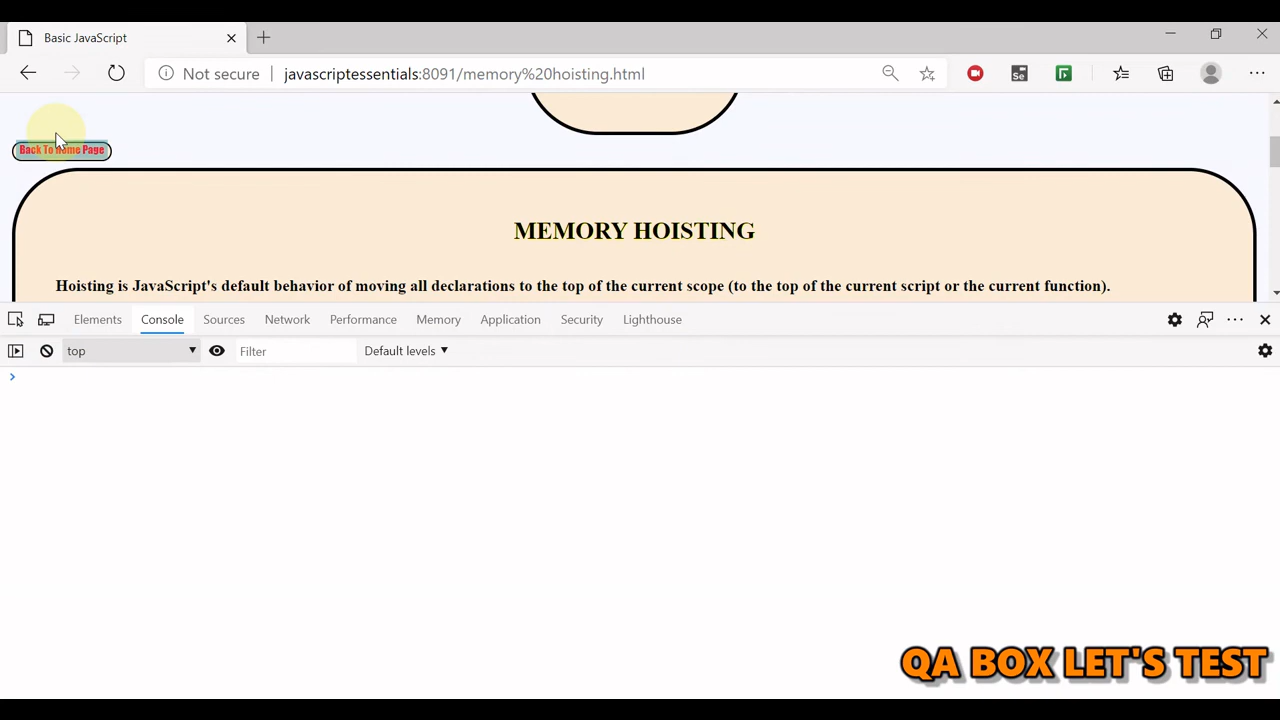 Basic JavaScript
Not secure javascriptessentials:8091/memory%20hoisting.html
Se
Back To Home Page
MEMORY HOISTING
Hoisting is JavaScript's default behavior of moving all declarations to the top of the current scope (to the top of the current script or the current function).
Elements Console Sources Network Performance Memory Application Security Lighthouse
top Filter Default levels
QA BOX LET'S TEST